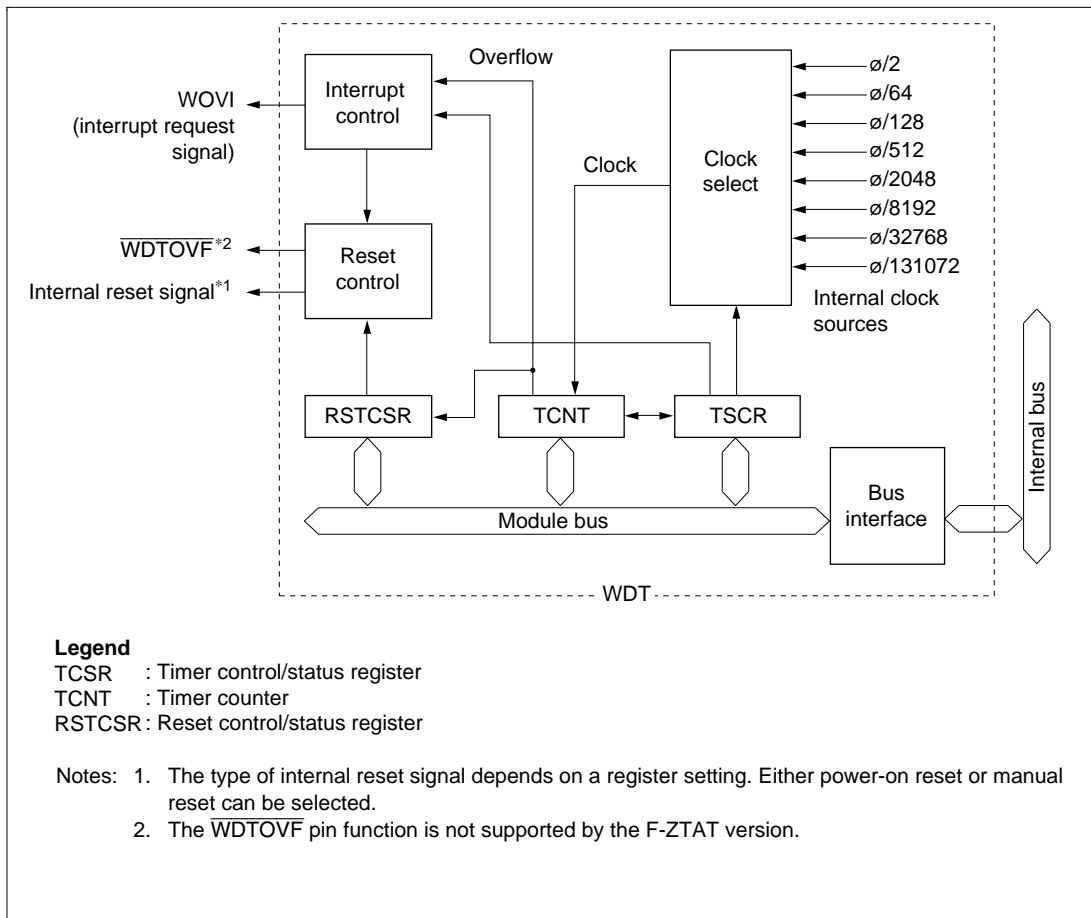 Overflow
Interrupt
control
WOVI
(interrupt request
signal)
WDTOVF*2
Internal reset signal*1
Reset
control
Clock
Clock
select
ø/2
ø/64
ø/128
ø/512
ø/2048
ø/8192
ø/32768
ø/131072
Internal clock
sources
RSTCSR
TCNT
TSCR
Module bus
Bus
interface
Internal bus
WDT
Legend
TCSR : Timer control/status register
TCNT : Timer counter
RSTCSR : Reset control/status register
Notes: 1. The type of internal reset signal depends on a register setting. Either power-on reset or manual
reset can be selected.
2. The WDTOVF pin function is not supported by the F-ZTAT version.